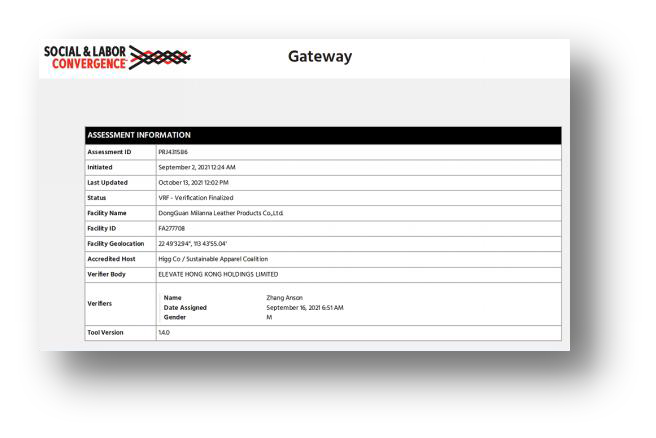 SOCIAL & LABOR
CONVERGENCE
Gateway
ASSESSMENT INFORMATION
Assessment ID PRJ431586
Initiated September 2, 2021 12:24 AM
Last Updated October 13, 2021 12:02 PM
Status VRF - Verification Finalized
Facility Name DongGuan Milanna Leather Products Co.,Ltd.
Facility ID FA277708
Facility Geolocation 22 49'32.94", 113 43'55.04'
Accredited Host Higg Co / Sustainable Apparel Coalition
Verifier Body ELEVATE HONG KONG HOLDINGS LIMITED
Verifiers
Name Zhang Anson
Date Assigned September 16, 2021 6:51 AM
Gender M
Tool Version 1.4.0